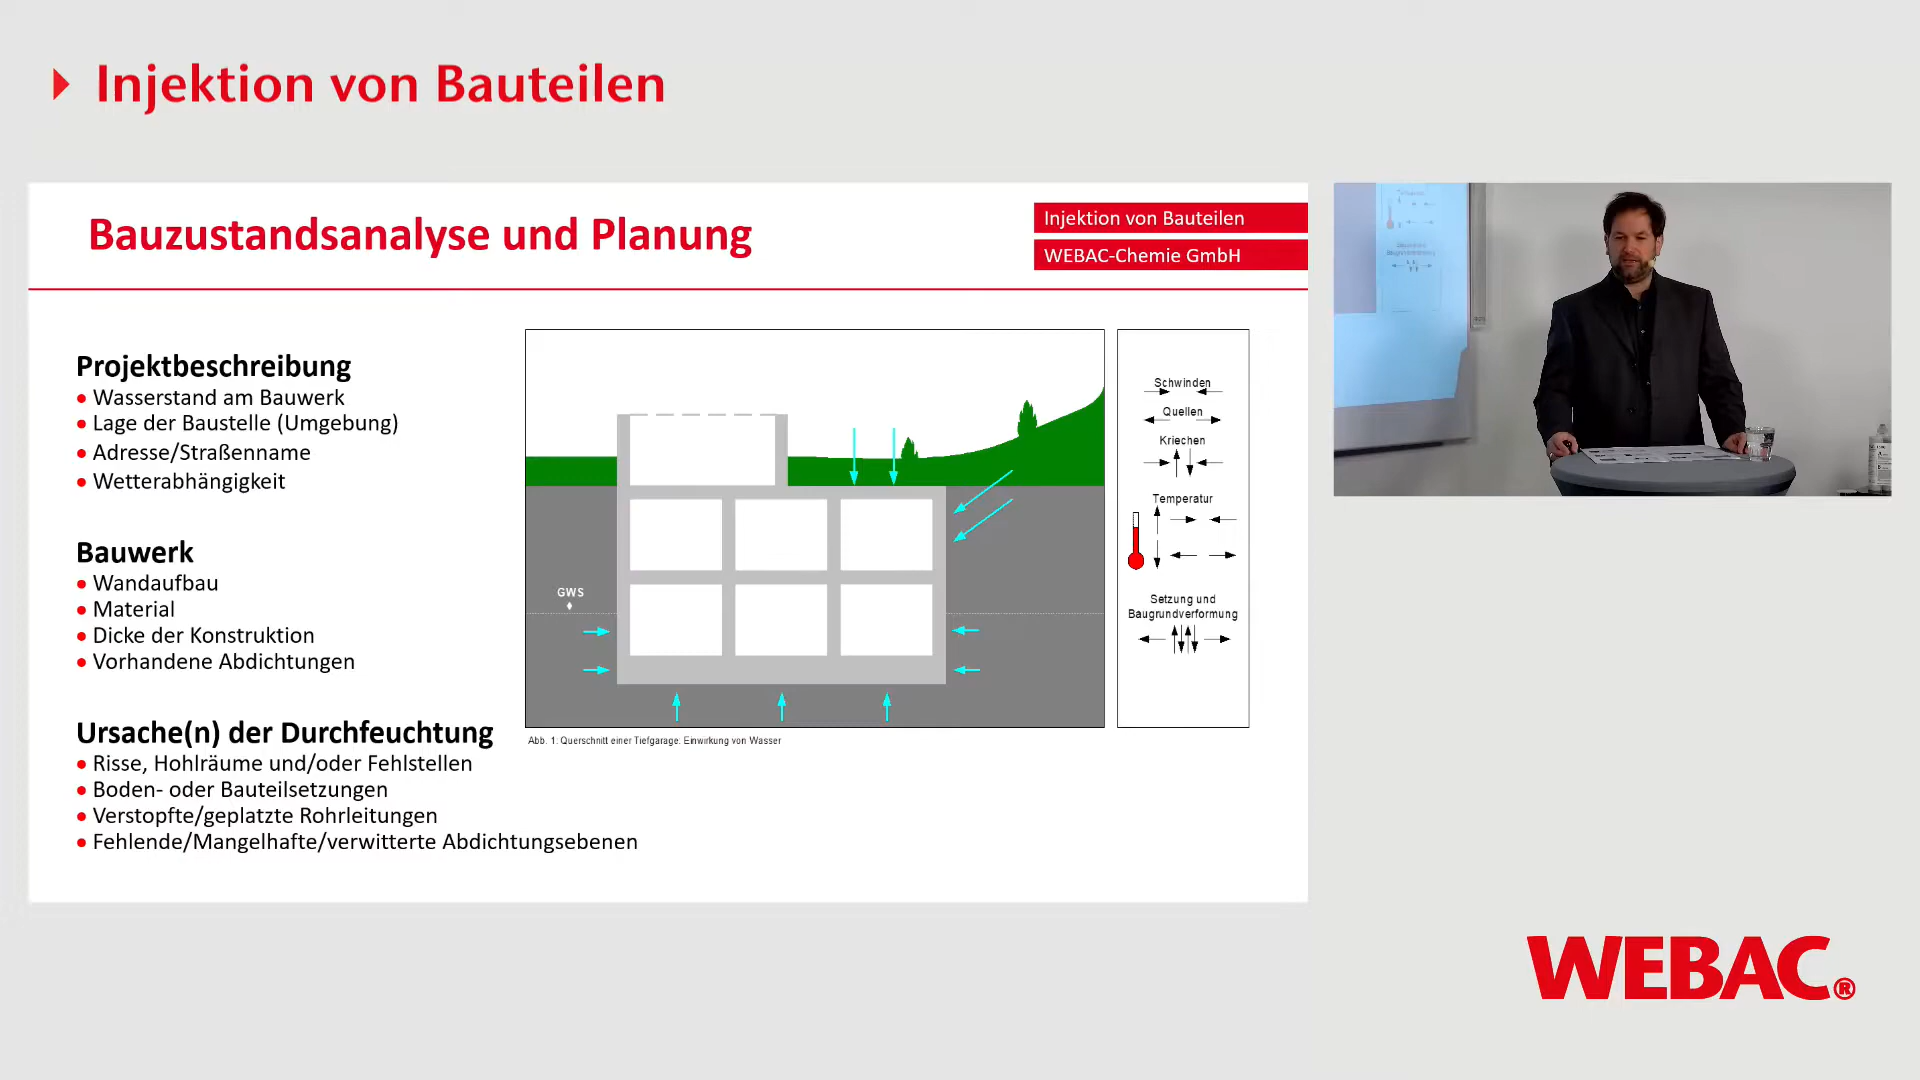 Injektion von Bauteilen
Bauzustandsanalyse und Planung
Injektion von Bauteilen
WEBAC-Chemie GmbH
Projektbeschreibung
Wasserstand am Bauwerk
Lage der Baustelle (Umgebung)
Adresse/Straßenname
Wetterabhängigkeit
Bauwerk
Wandaufbau
Material
Dicke der Konstruktion
Vorhandene Abdichtungen
Ursache(n) der Durchfeuchtung
Risse, Hohlräume und/oder Fehlstellen
Boden- oder Bauteilsetzungen
Verstopfte/geplatzte Rohrleitungen
Fehlende/Mangelhafte/verwitterte Abdichtungsebenen
GWS
Abb. 1: Querschnitt einer Tiefgarage: Einwirkung von Wasser
Schwinden
Quellen
Kriechen
Temperatur
Setzung und
Baugrundverformung
WEBAC®